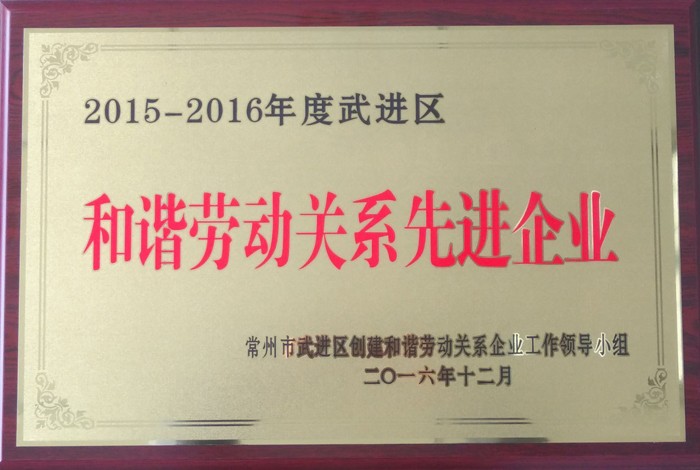 2015-2016年度武进区
和谐劳动关系先进企业
常州市武进区创建和谐劳动关系企业工作领导小组
二〇一六年十二月